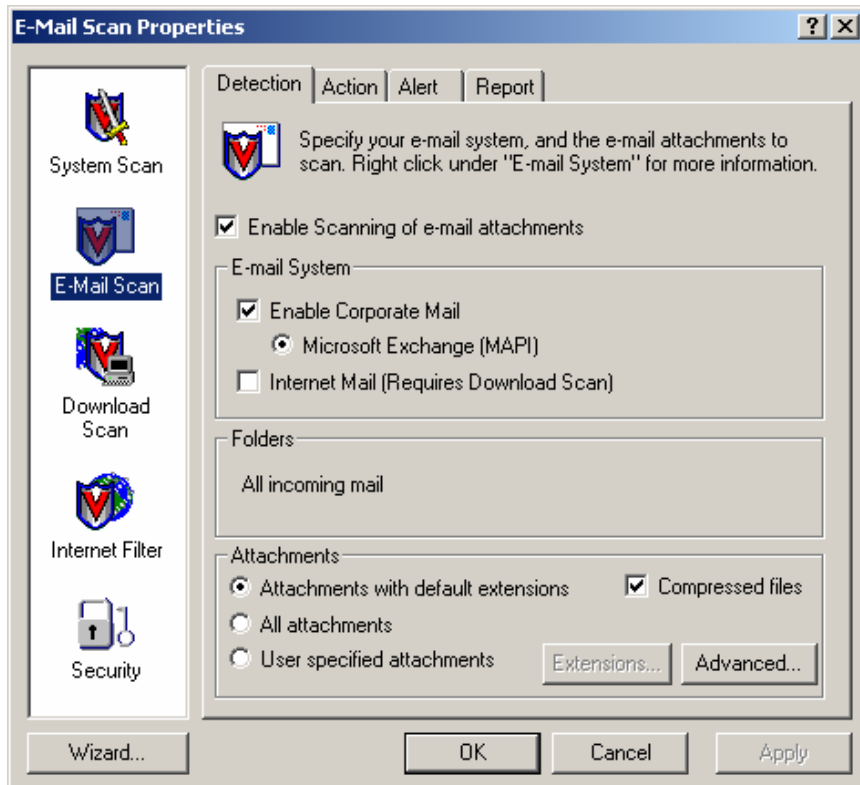 E-Mail Scan Properties
System Scan
E-Mail Scan
Download
Scan
Internet Filter
Security
Detection Action Alert Report
Specify your e-mail system, and the e-mail attachments to
scan. Right click under "E-mail System" for more information.
Enable Scanning of e-mail attachments
E-mail System
Enable Corporate Mail
Microsoft Exchange (MAPI)
Internet Mail (Requires Download Scan)
Folders
All incoming mail
Attachments
Attachments with default extensions Compressed files
All attachments
User specified attachments Extensions... Advanced...
Wizard... OK Cancel Apply